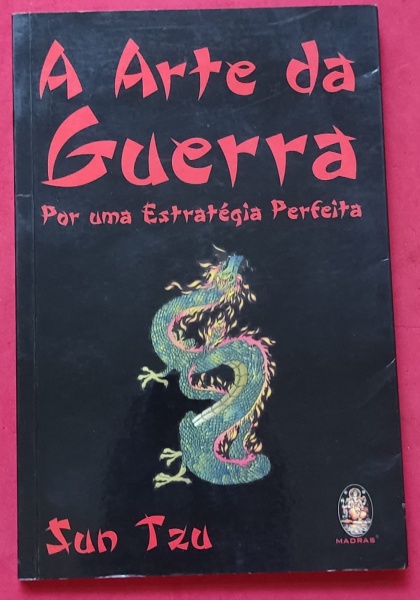 A Arte da
Guerra
Por uma Estratégia Perfeita
Sun Tzu
MADRAS®